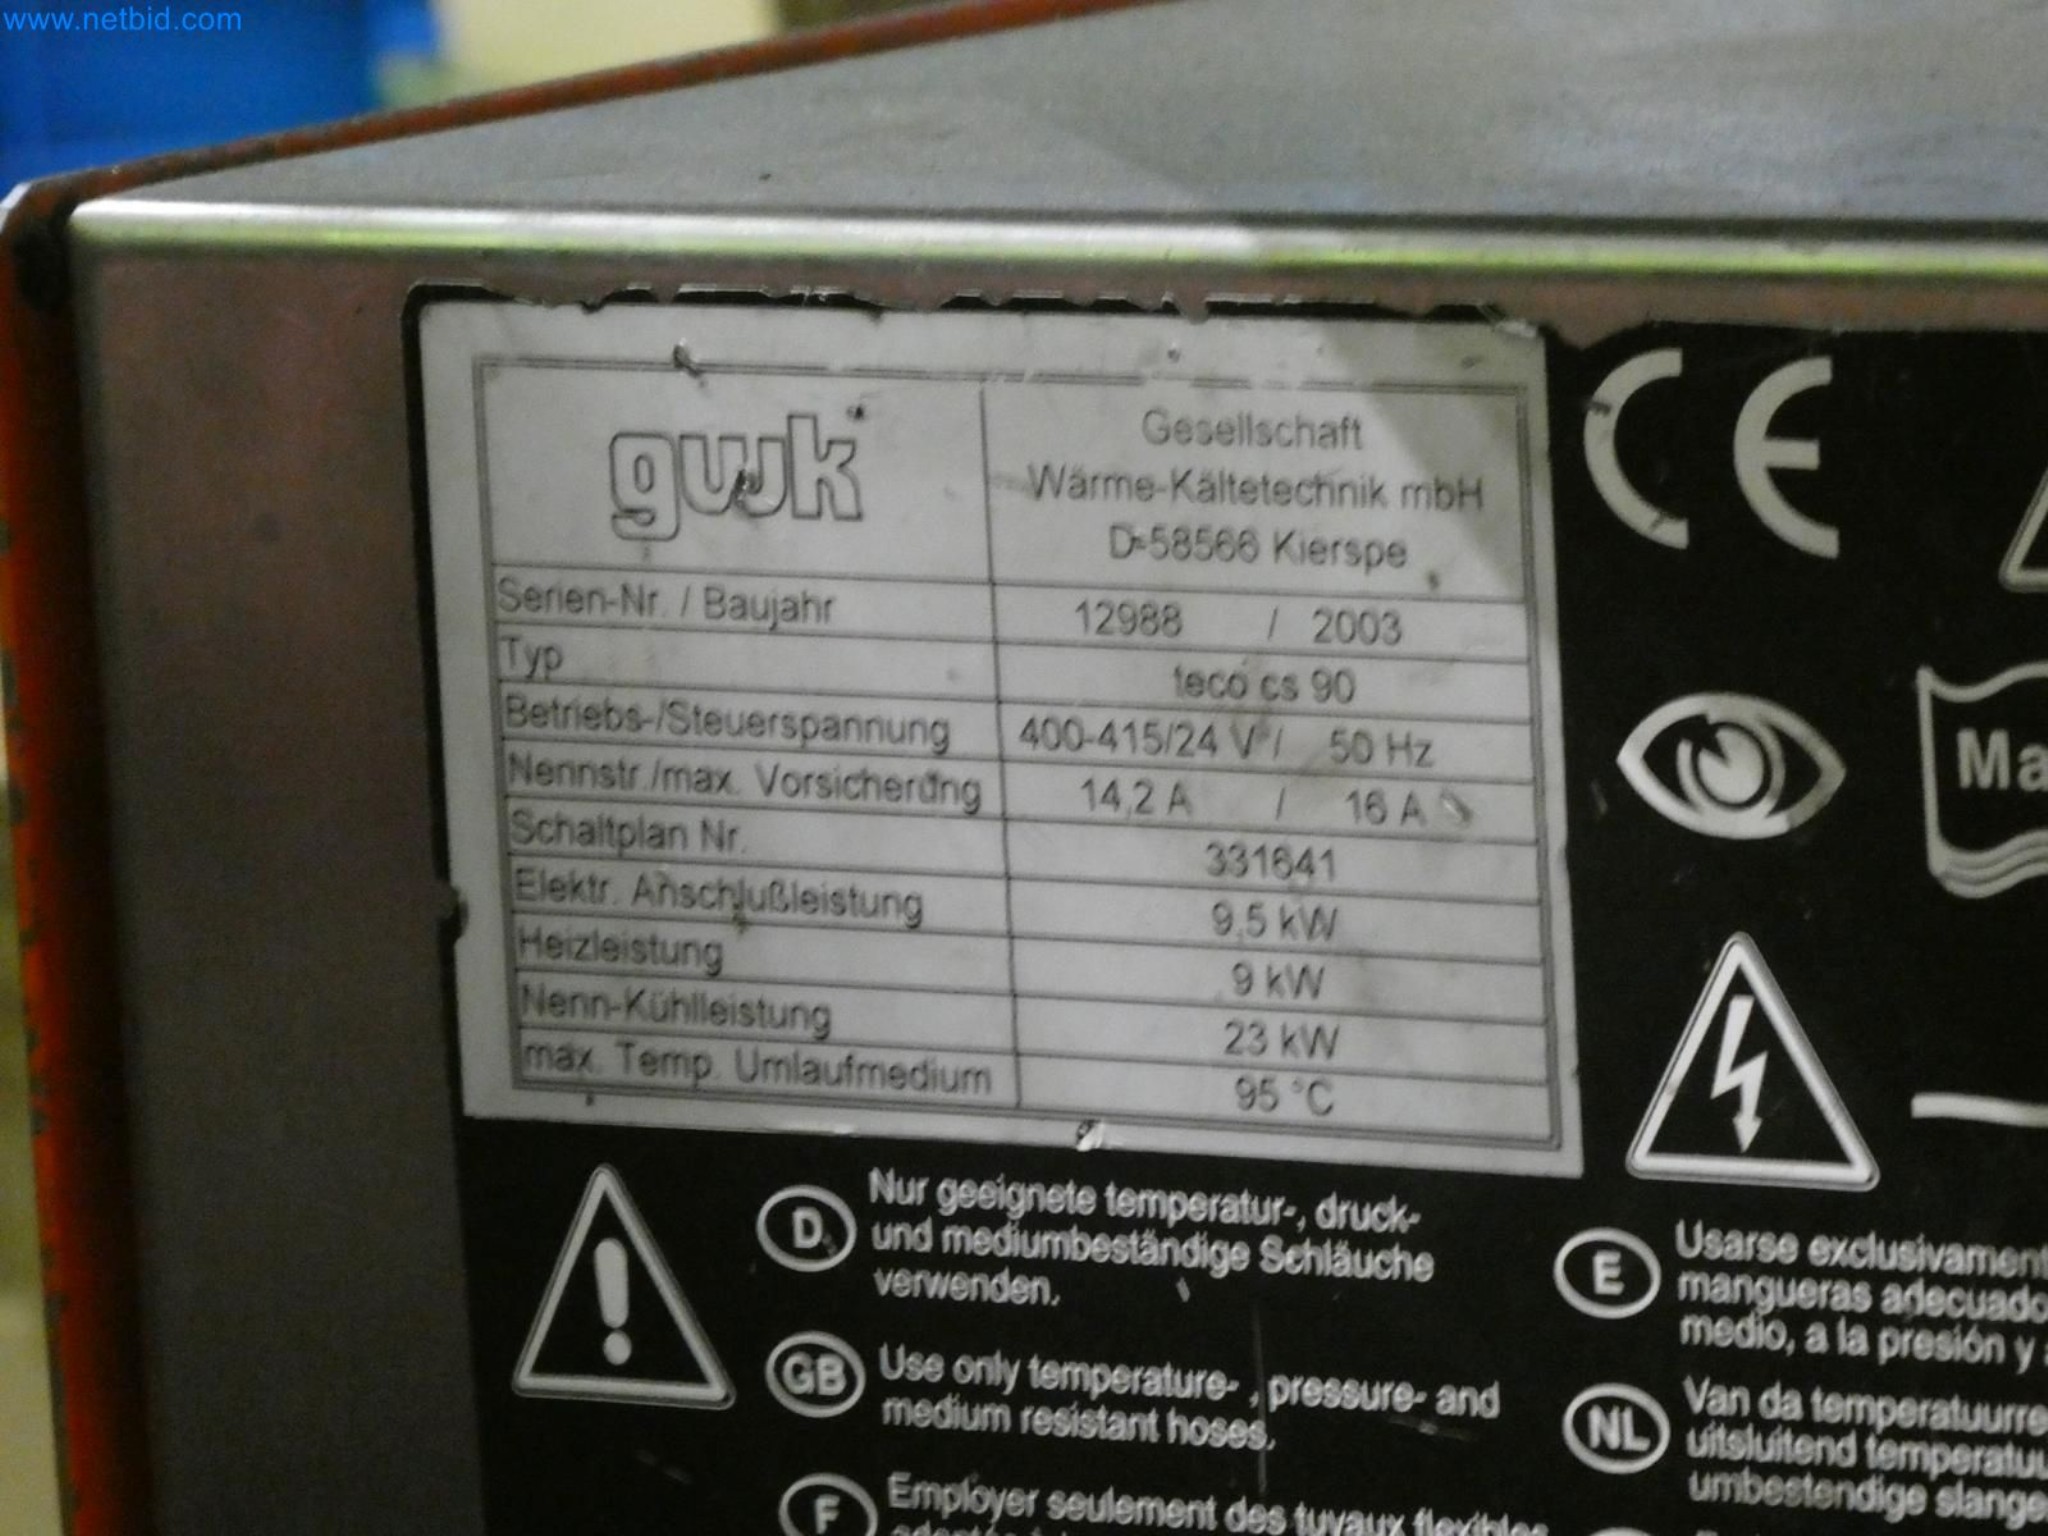 www.netbid.com
gwk
Gesellschaft
Wärme-Kältetechnik mbH
D-58566 Kierspe
CE
Serien-Nr. / Baujahr 12988 / 2003
Typ teco cs 90
Betriebs-/Steuerspannung 400-415/24 V / 50 Hz
Nennstr./max. Vorsicherung 14,2 A / 16 A
Schaltplan Nr. 331641
Elektr. Anschlußleistung 9,5 kW
Heizleistung 9 kW
Nenn-Kühlleistung 23 kW
max. Temp. Umlaufmedium 95 °C
Ma
D Nur geeignete temperatur-, druck-
und mediumbeständige Schläuche
verwenden.
GB Use only temperature- , pressure- and
medium resistant hoses.
F Employer seulement des tuyaux flexibles
E Usarse exclusivament
mangueras adecuado
medio, a la presión y
NL Van da temperatuurre
uitsluitend temperatuu
umbestendige slange